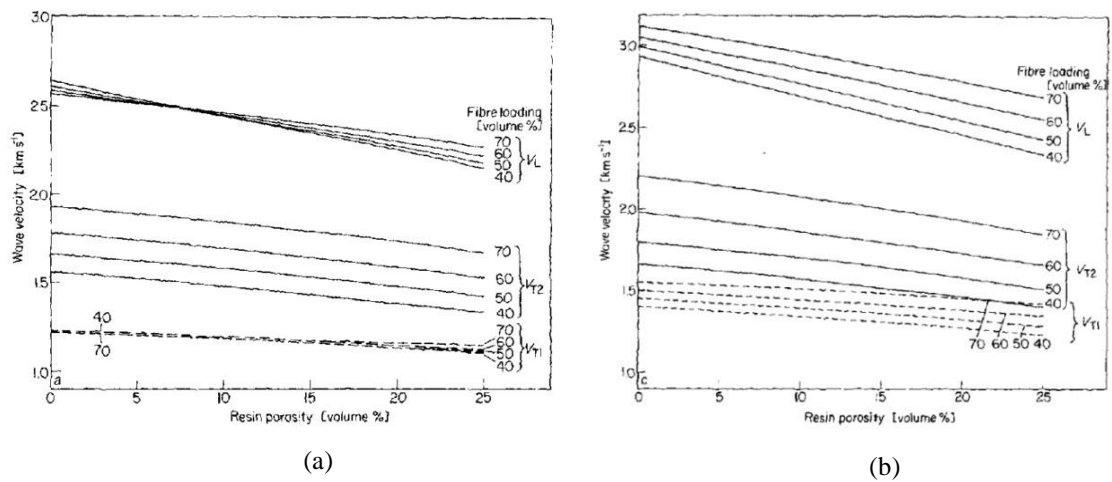 3.0
2.5
2.0
1.5
1.0
Wave velocity [km s⁻¹]
Fibre loading
[volume %]
70
60
50
40
V_L
70
60
50
40
V_T2
40
70
70
60
50
40
V_T1
a
0 5 10 15 20 25
Resin porosity [volume %]
(a)
3.0
2.5
2.0
1.5
1.0
Wave velocity [km s⁻¹]
Fibre loading
[volume %]
70
60
50
40
V_L
70
60
50
40
V_T2
70 60 50 40
V_T1
c
0 5 10 15 20 25
Resin porosity [volume %]
(b)